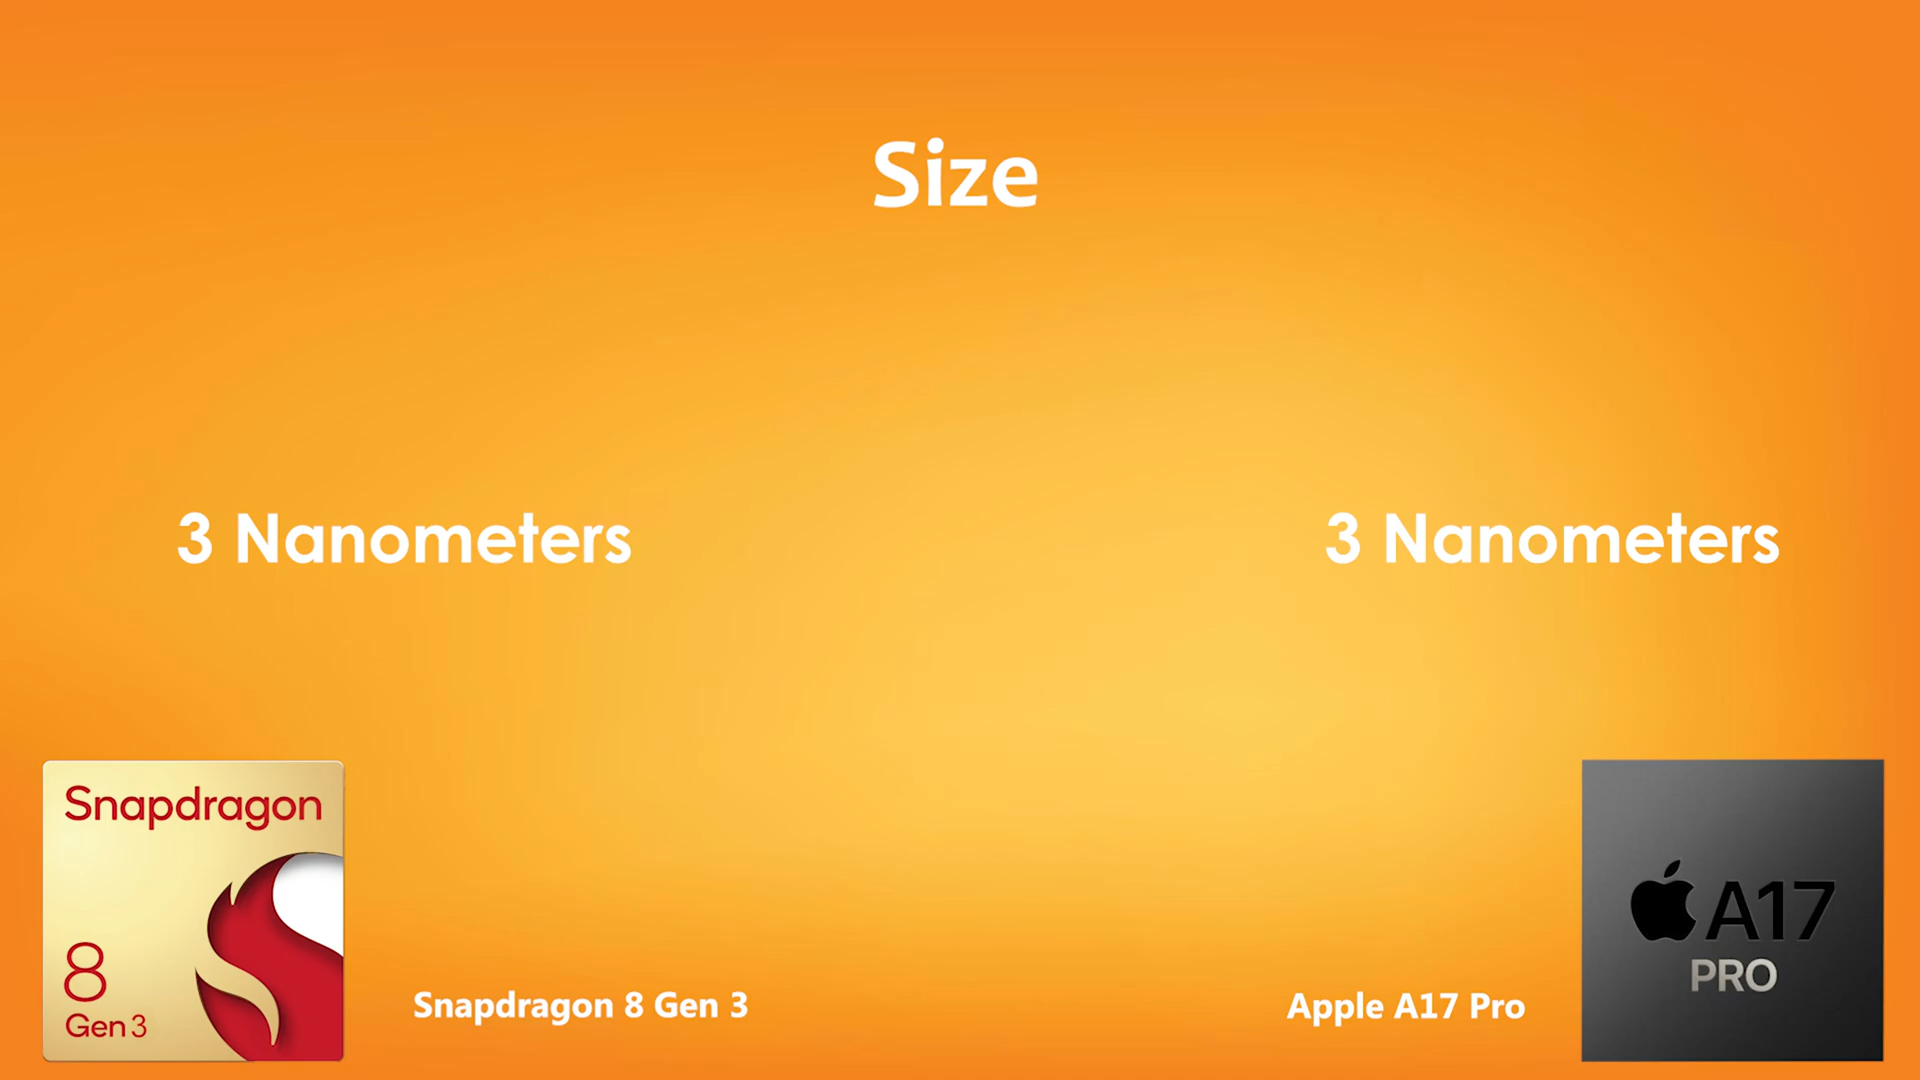 Size
3 Nanometers
3 Nanometers
Snapdragon
8
Gen 3
Snapdragon 8 Gen 3
Apple A17 Pro
A17
PRO